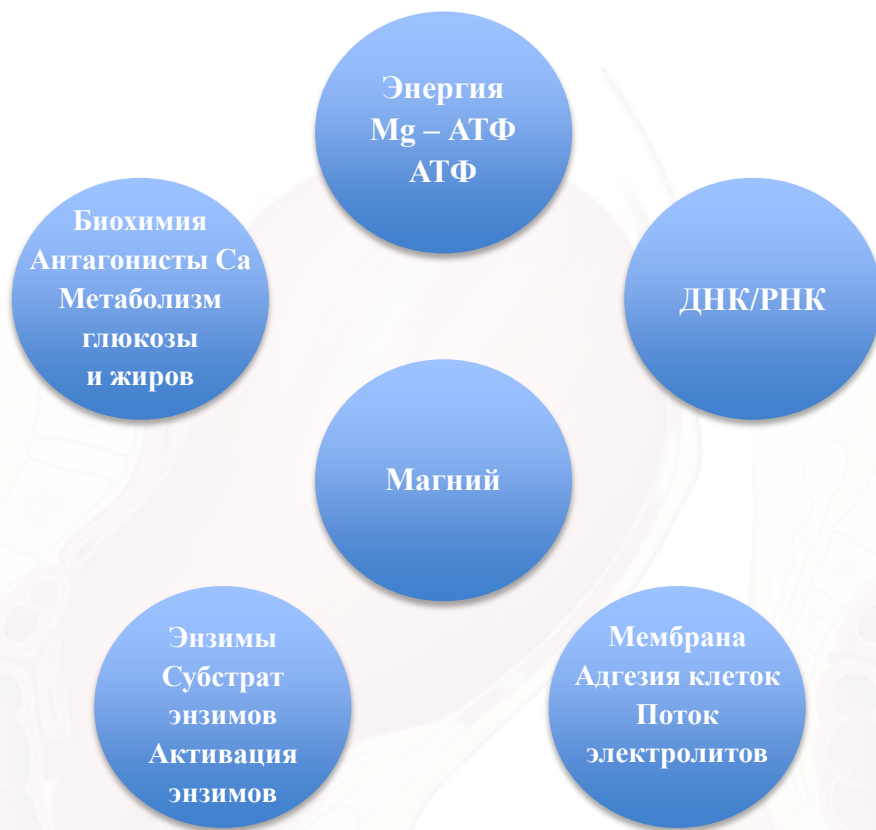 Энергия
Mg – АТФ
АТФ
Биохимия
Антагонисты Ca
Метаболизм
глюкозы
и жиров
ДНК/РНК
Магний
Энзимы
Субстрат
энзимов
Активация
энзимов
Мембрана
Адгезия клеток
Поток
электролитов